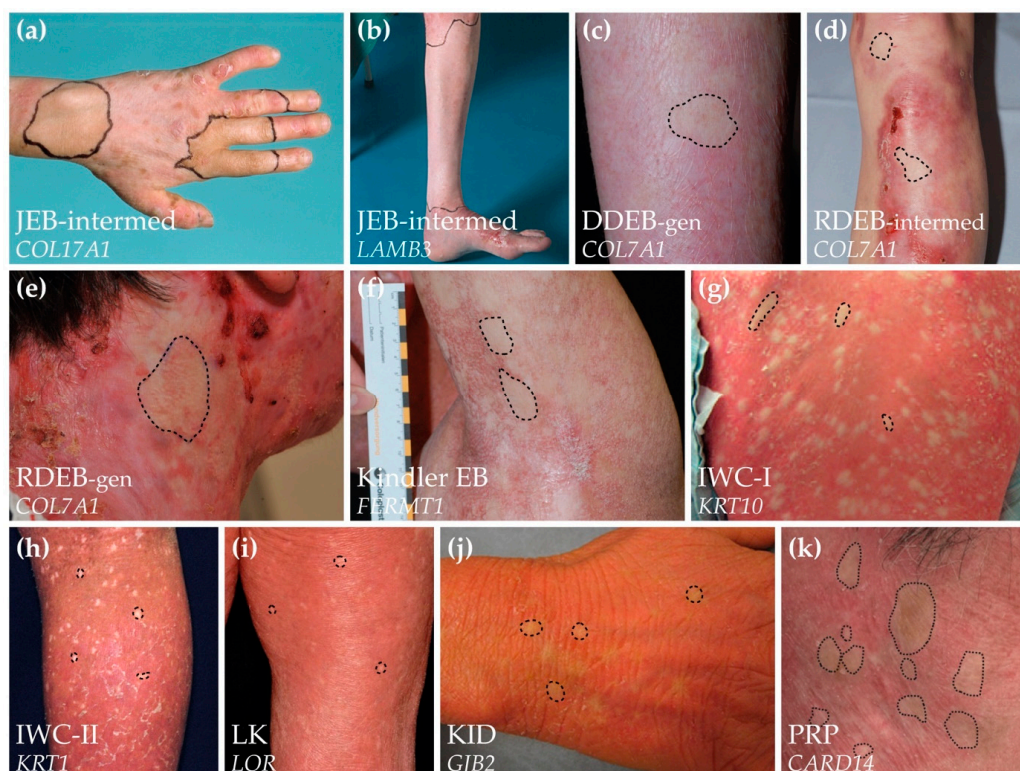 (a)
JEB-intermed
COL17A1
(b)
JEB-intermed
LAMB3
(c)
DDEB-gen
COL7A1
(d)
RDEB-intermed
COL7A1
(e)
RDEB-gen
COL7A1
(f)
Kindler EB
FERMT1
(g)
IWC-I
KRT10
(h)
IWC-II
KRT1
(i)
LK
LOR
(j)
KID
GJB2
(k)
PRP
CARD14